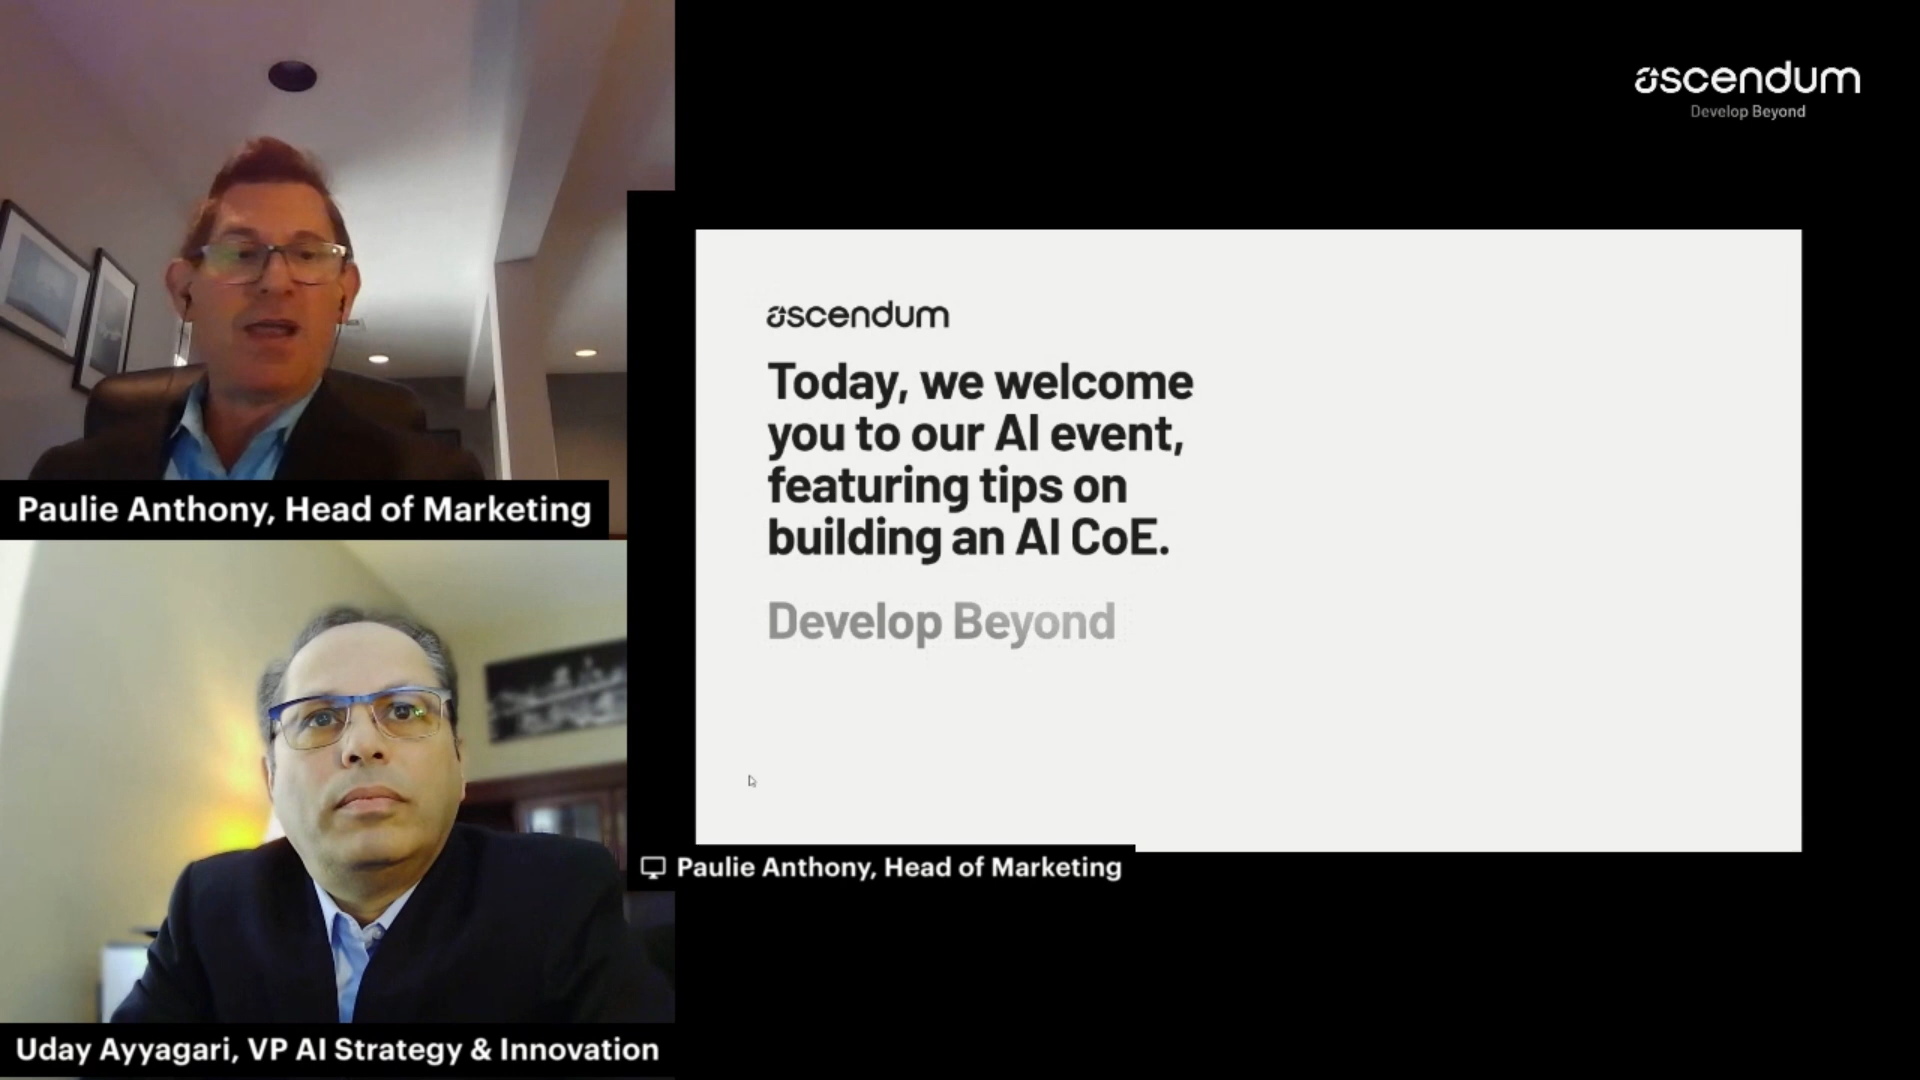 ascendum
Develop Beyond
ascendum
Today, we welcome
you to our AI event,
featuring tips on
building an AI CoE.
Develop Beyond
Paulie Anthony, Head of Marketing
Paulie Anthony, Head of Marketing
Uday Ayyagari, VP AI Strategy & Innovation